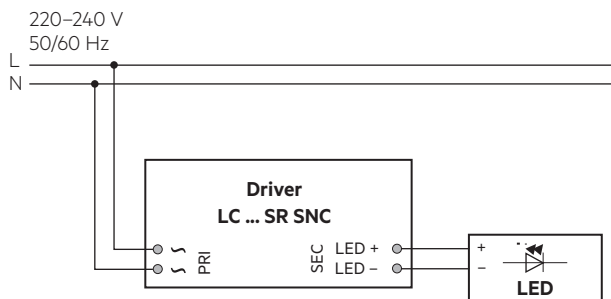 220–240 V
50/60 Hz
L
N
Driver
LC ... SR SNC
~ PRI SEC LED + +
~ LED – –
LED